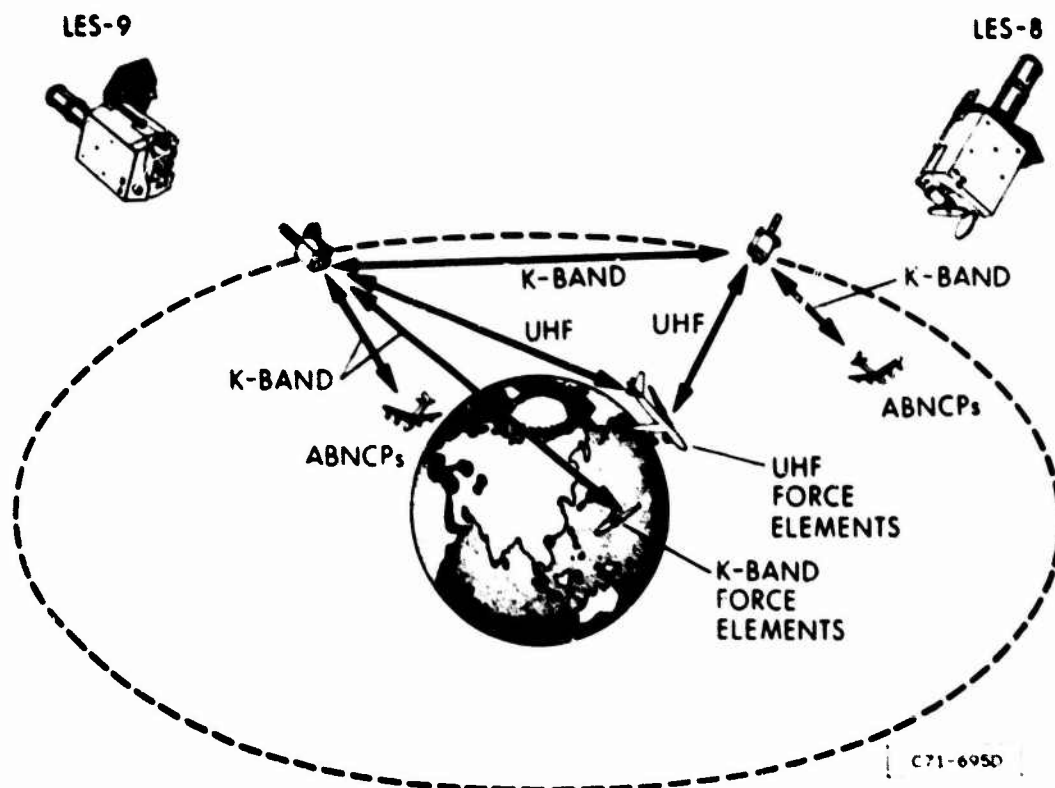 LES-9
LES-8
K-BAND
K-BAND
UHF
UHF
K-BAND
ABNCPs
ABNCPs
UHF
FORCE
ELEMENTS
K-BAND
FORCE
ELEMENTS
C71-695D